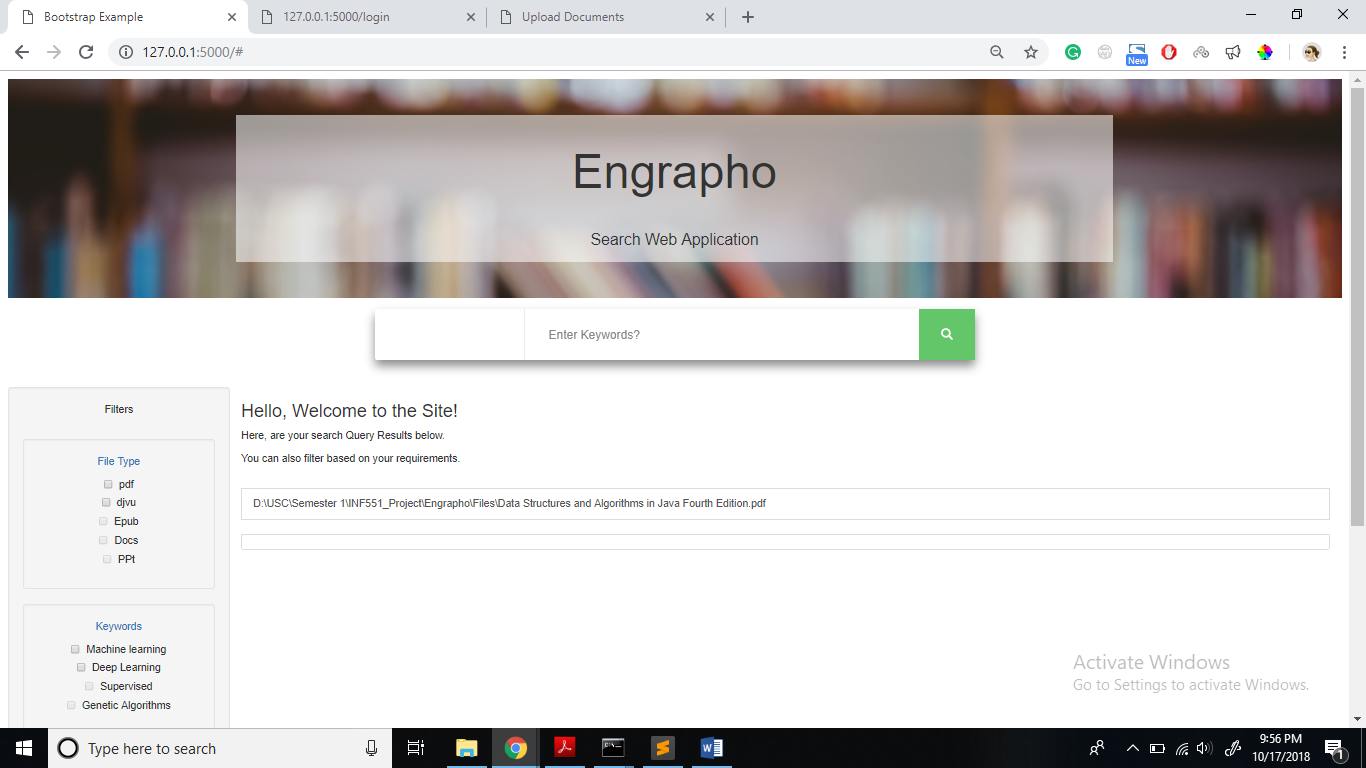 Bootstrap Example
127.0.0.1:5000/login
Upload Documents
127.0.0.1:5000/#
New
Engrapho
Search Web Application
Enter Keywords?
Filters
File Type
pdf
djvu
Epub
Docs
PPt
Keywords
Machine learning
Deep Learning
Supervised
Genetic Algorithms
Hello, Welcome to the Site!
Here, are your search Query Results below.
You can also filter based on your requirements.
D:\USC\Semester 1\INF551_Project\Engrapho\Files\Data Structures and Algorithms in Java Fourth Edition.pdf
Activate Windows
Go to Settings to activate Windows.
Type here to search
9:56 PM
10/17/2018
1